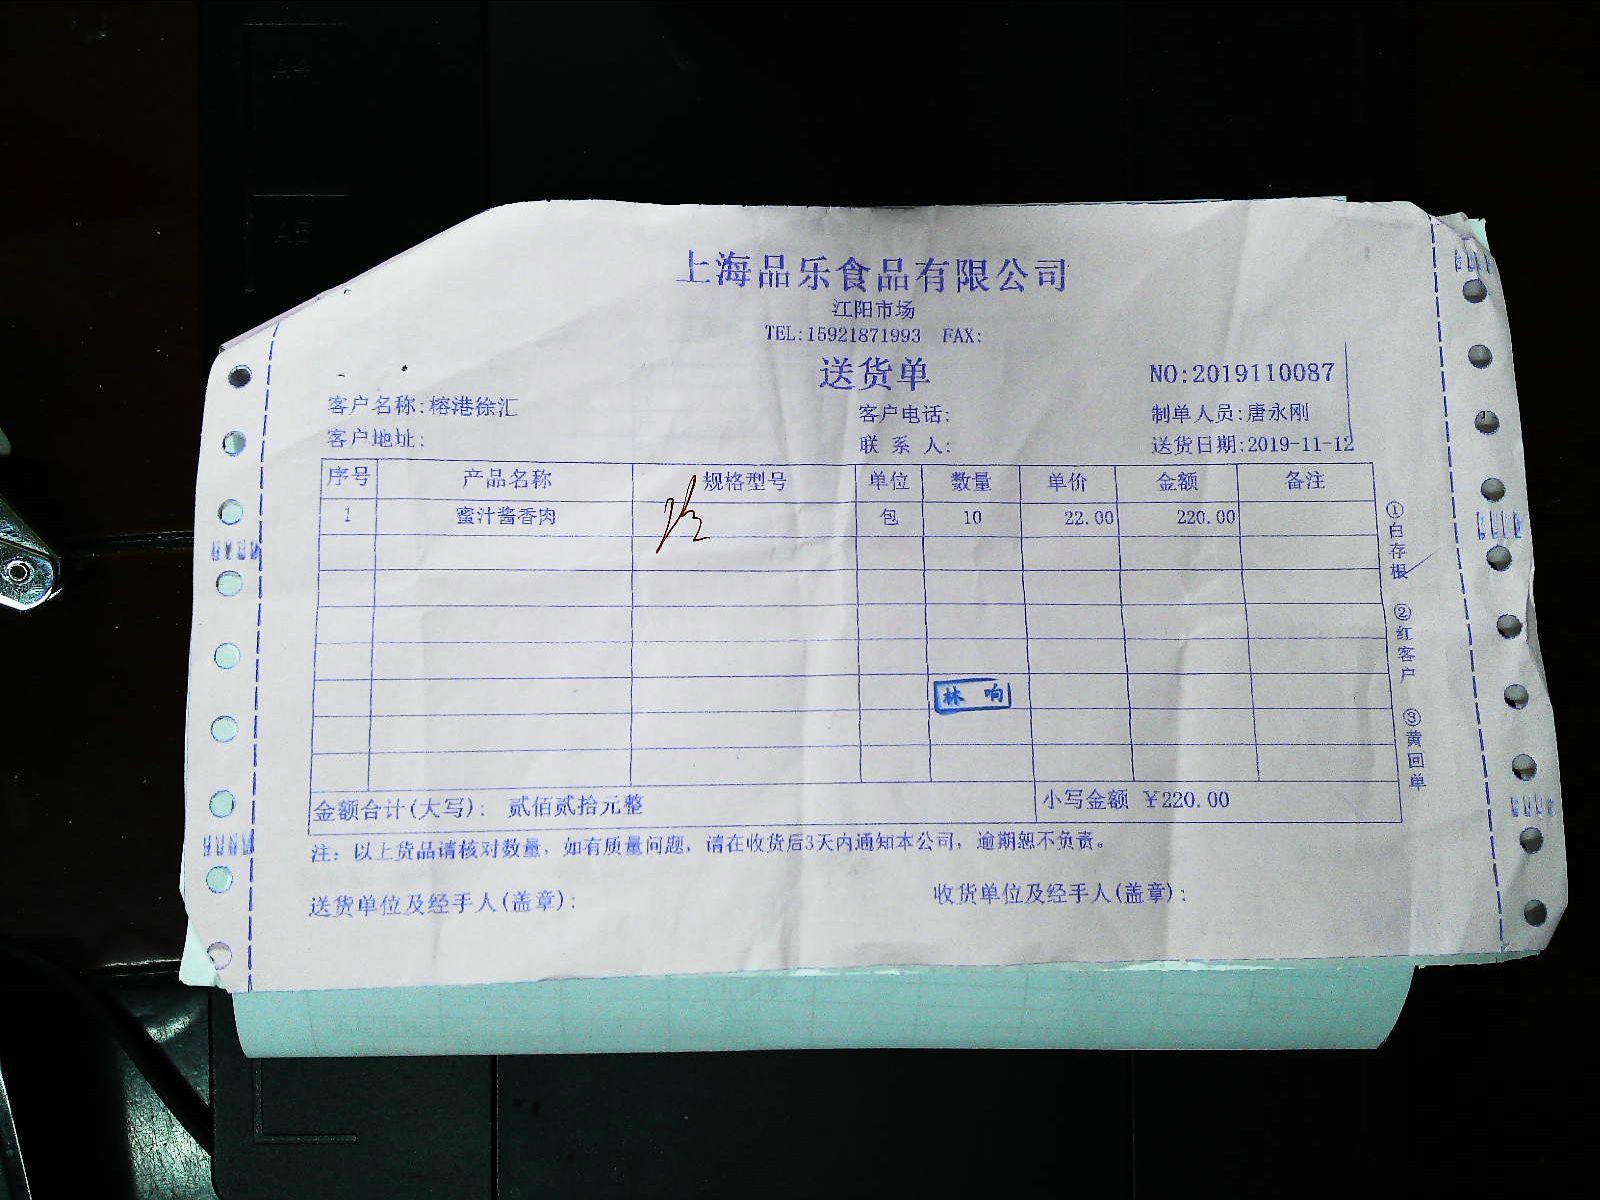 上海品乐食品有限公司
江阳市场
TEL:15921871993 FAX:
送货单
NO:2019110087
客户名称:榕港徐汇
客户电话:
制单人员:唐永刚
客户地址:
联系人:
送货日期:2019-11-12
序号 产品名称 规格型号 单位 数量 单价 金额 备注
1 蜜汁酱香肉 包 10 22.00 220.00
林响
金额合计(大写): 贰佰贰拾元整 小写金额 ¥220.00
注: 以上货品请核对数量, 如有质量问题, 请在收货后3天内通知本公司, 逾期恕不负责。
送货单位及经手人(盖章): 收货单位及经手人(盖章):
①白存根 ②红客户 ③黄回单
A4
A5